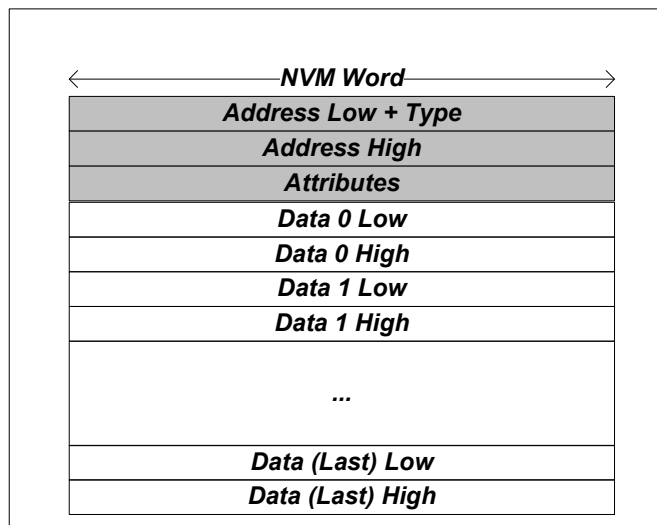 NVM Word
Address Low + Type
Address High
Attributes
Data 0 Low
Data 0 High
Data 1 Low
Data 1 High
...
Data (Last) Low
Data (Last) High